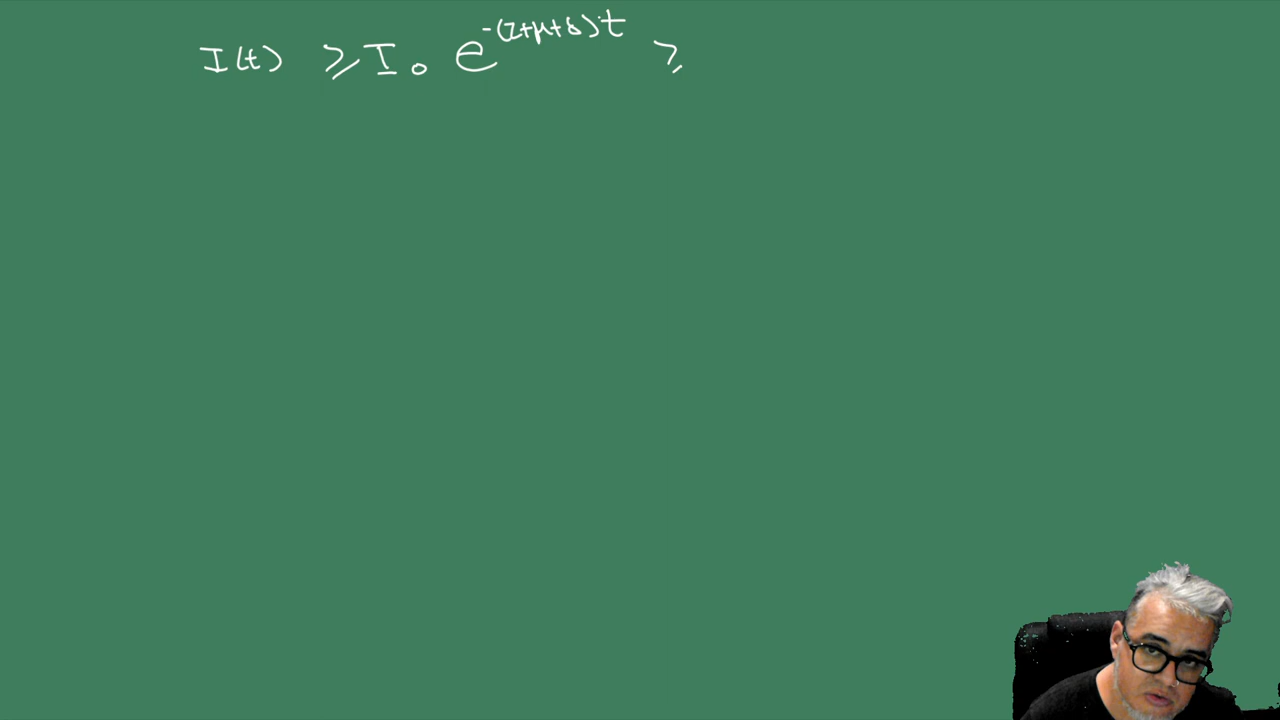 I(t) ⩾ I₀ e^{-(γ+μ+δ)t} ⩾